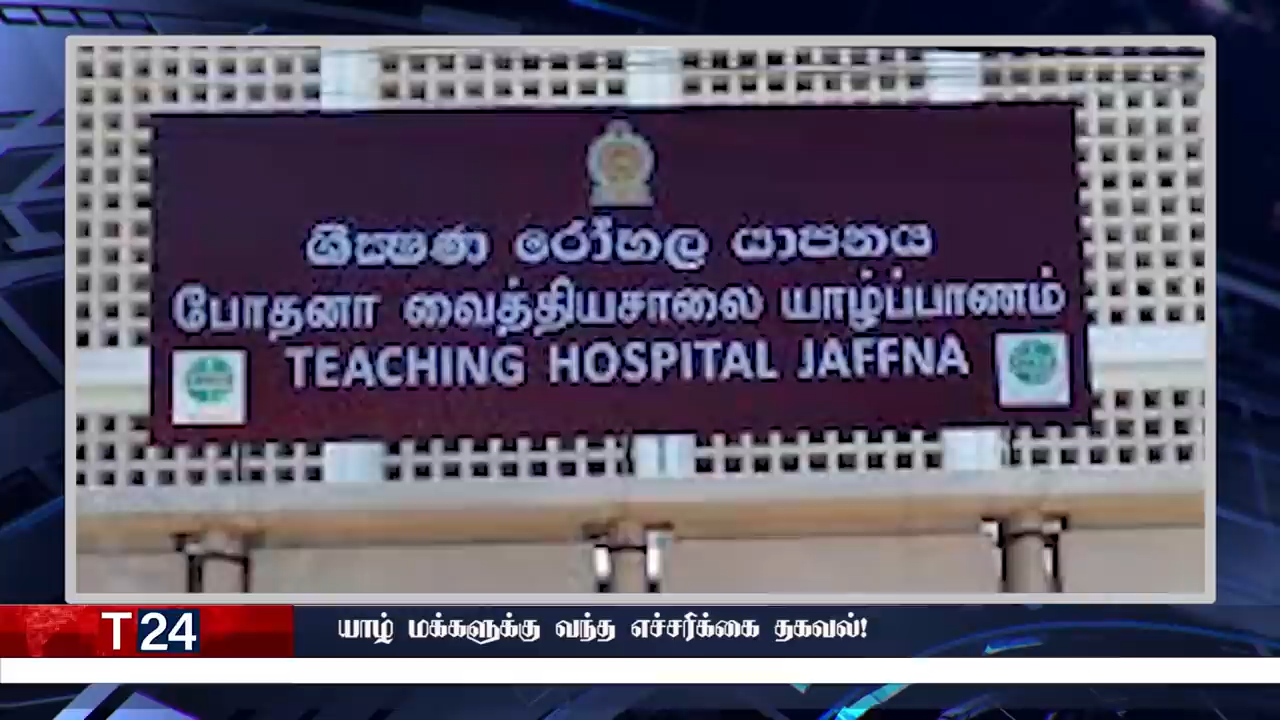 ශික්ෂණ රෝහල යාපනය
போதனா வைத்தியசாலை யாழ்ப்பாணம்
TEACHING HOSPITAL JAFFNA
T24
யாழ் மக்களுக்கு வந்த எச்சரிக்கை தகவல்!